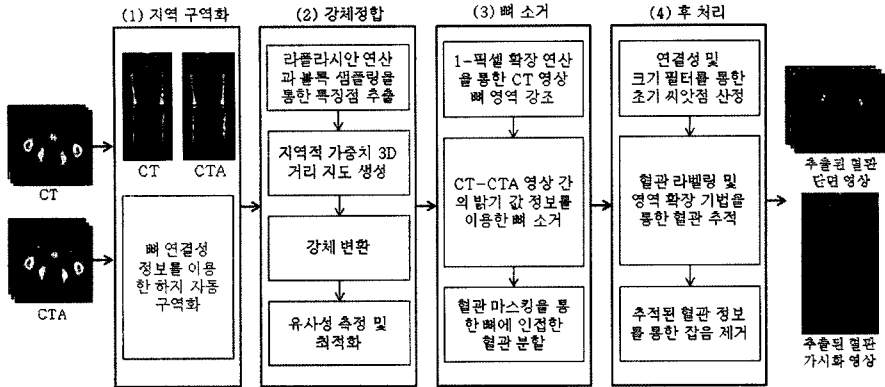 (1) 지역 구역화
CT
CTA
CT
CTA
뼈 연결성
정보를 이용
한 하지 자동
구역화
(2) 강체정합
라플라시안 연산
과 볼록 샘플링을
통한 특징점 추출
지역적 가중치 3D
거리 지도 생성
강체 변환
유사성 측정 및
최적화
(3) 뼈 소거
1-픽셀 확장 연산
을 통한 CT 영상
뼈 영역 강조
CT-CTA 영상 간
의 밝기 값 정보를
이용한 뼈 소거
혈관 마스킹을 통
한 뼈에 인접한
혈관 분할
(4) 후 처리
연결성 및
크기 필터를 통한
초기 씨앗점 산정
혈관 라벨링 및
영역 확장 기법을
통한 혈관 추적
추적된 혈관 정보
를 통한 잡음 제거
추출된 혈관
단면 영상
추출된 혈관
가시화 영상